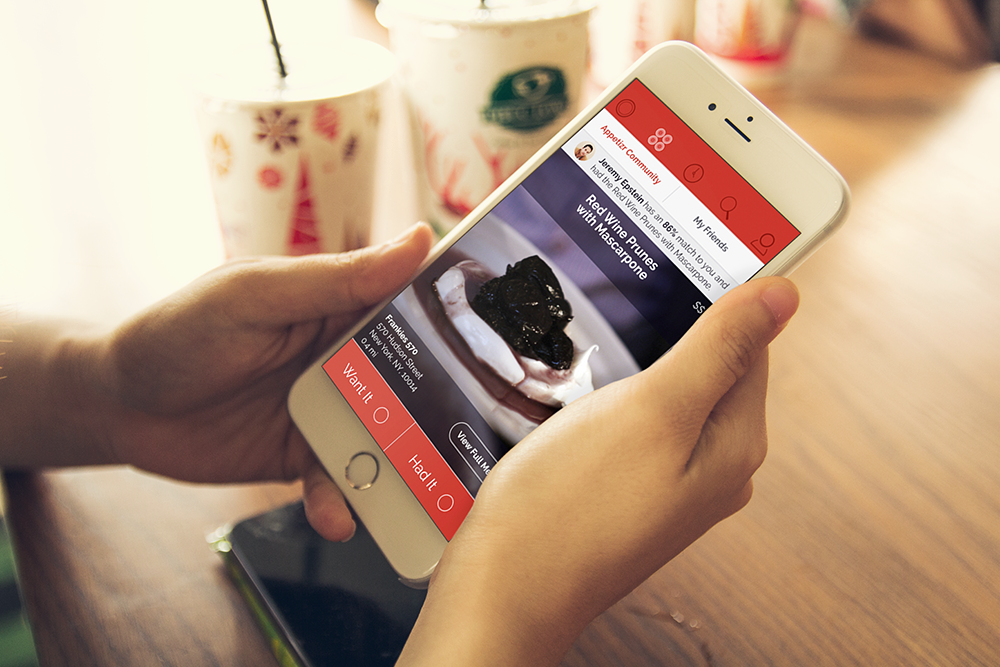 Appetizr Community
My Friends
Jeremy Epstein has an 86% match to you and
had the Red Wine Prunes with Mascarpone
Red Wine Prunes
with Mascarpone
Frankies 570
570 Hudson Street
New York, NY, 10014
0.4 mi
View Full Me
Want It
Had It